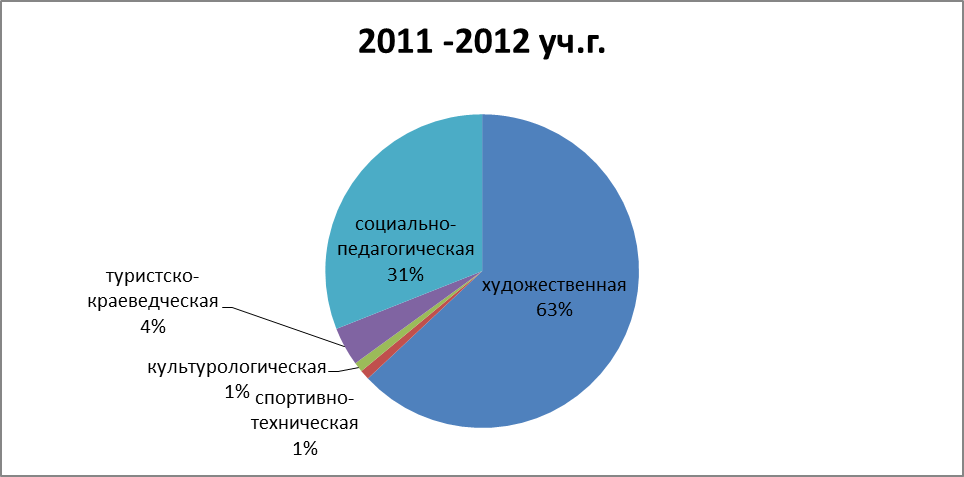 2011 -2012 уч.г.
социально-
педагогическая
31%
художественная
63%
туристско-
краеведческая
4%
культурологическая
1%
спортивно-
техническая
1%